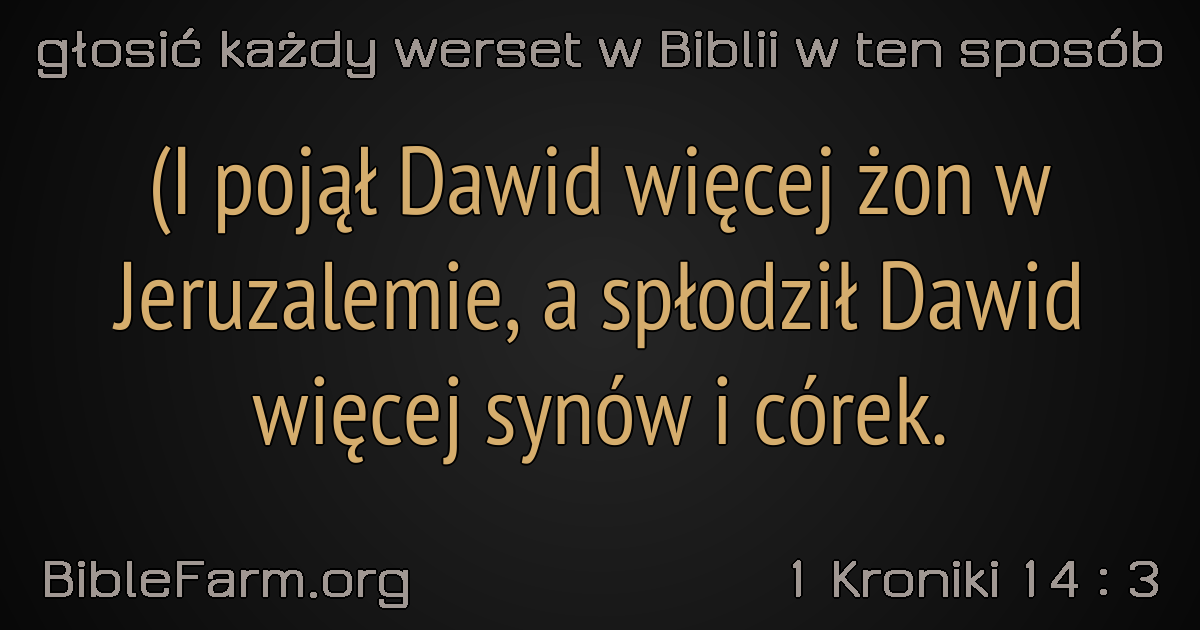 głosić każdy werset w Biblii w ten sposób
(I pojął Dawid więcej żon w
Jeruzalemie, a spłodził Dawid
więcej synów i córek.
BibleFarm.org
1 Kroniki 14 : 3